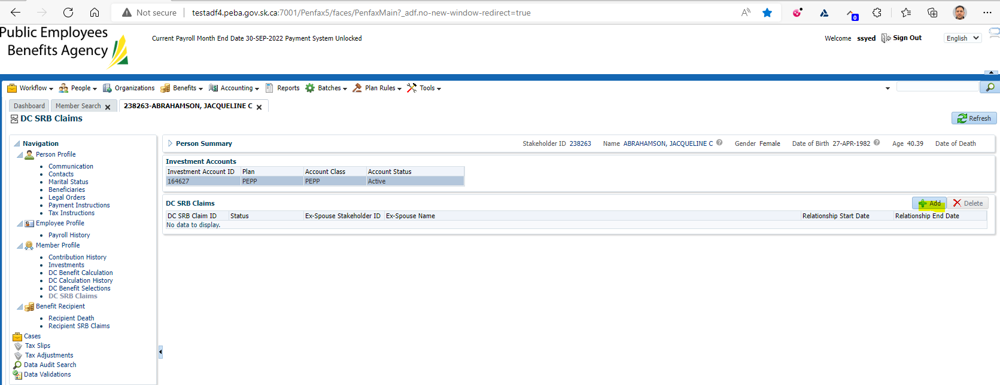 Not secure testadf4.peba.gov.sk.ca:7001/Penfax5/faces/PenfaxMain?_adf.no-new-window-redirect=true
0
Public Employees
Benefits Agency
Current Payroll Month End Date 30-SEP-2022 Payment System Unlocked
Welcome ssyed Sign Out English
Workflow People Organizations Benefits Accounting Reports Batches Plan Rules Tools
Dashboard Member Search 238263-ABRAHAMSON, JACQUELINE C
DC SRB Claims
Refresh
Navigation
Person Profile
Communication
Contacts
Marital Status
Beneficiaries
Legal Orders
Payment Instructions
Tax Instructions
Employee Profile
Payroll History
Member Profile
Contribution History
Investments
DC Benefit Calculation
DC Calculation History
DC Benefit Selections
DC SRB Claims
Benefit Recipient
Recipient Death
Recipient SRB Claims
Cases
Tax Slips
Tax Adjustments
Data Audit Search
Data Validations
Person Summary Stakeholder ID 238263 Name ABRAHAMSON, JACQUELINE C Gender Female Date of Birth 27-APR-1982 Age 40.39 Date of Death
Investment Accounts
Investment Account ID Plan Account Class Account Status
164627 PEPP PEPP Active
DC SRB Claims
Add Delete
DC SRB Claim ID Status Ex-Spouse Stakeholder ID Ex-Spouse Name Relationship Start Date Relationship End Date
No data to display.